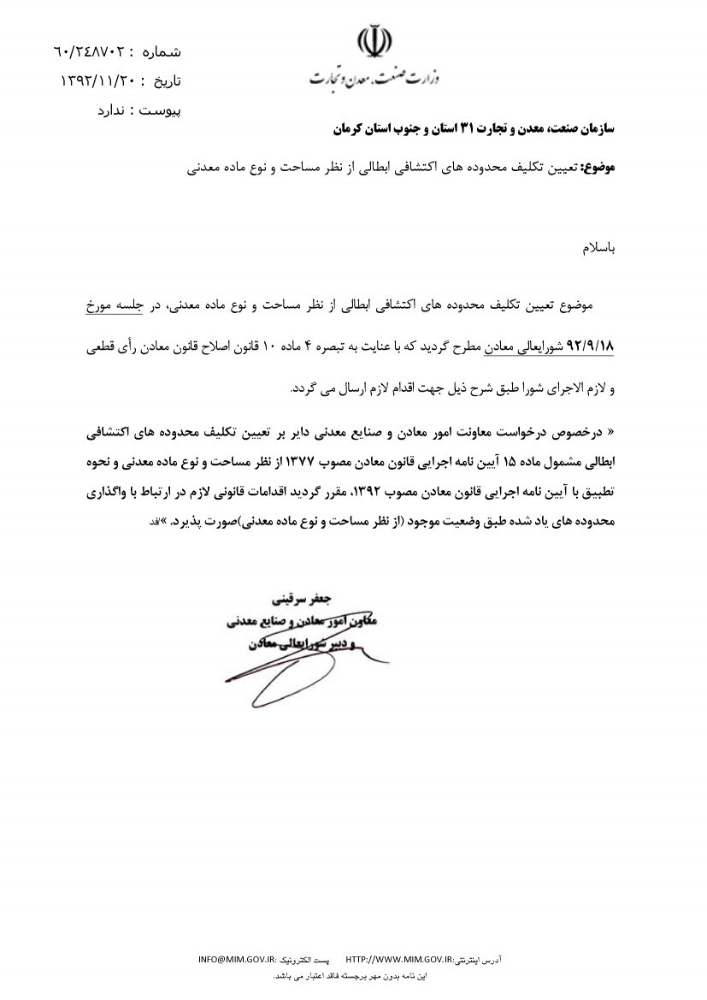 وزارت صنعت، معدن و تجارت
شماره : ٦٠/٢٤٨٧٠٢
تاریخ : ١٣٩٢/١١/٢٠
پیوست : ندارد
سازمان صنعت، معدن و تجارت ۳۱ استان و جنوب استان کرمان
موضوع: تعیین تکلیف محدوده های اکتشافی ابطالی از نظر مساحت و نوع ماده معدنی
باسلام
موضوع تعیین تکلیف محدوده های اکتشافی ابطالی از نظر مساحت و نوع ماده معدنی، در جلسه مورخ
۹۲/۹/۱۸ شورایعالی معادن مطرح گردید که با عنایت به تبصره ۴ ماده ۱۰ قانون اصلاح قانون معادن رأی قطعی
و لازم الاجرای شورا طبق شرح ذیل جهت اقدام لازم ارسال می گردد.
« درخصوص درخواست معاونت امور معادن و صنایع معدنی دایر بر تعیین تکلیف محدوده های اکتشافی
ابطالی مشمول ماده ۱۵ آیین نامه اجرایی قانون معادن مصوب ۱۳۷۷ از نظر مساحت و نوع ماده معدنی و نحوه
تطبیق با آیین نامه اجرایی قانون معادن مصوب ۱۳۹۲، مقرر گردید اقدامات قانونی لازم در ارتباط با واگذاری
محدوده های یاد شده طبق وضعیت موجود (از نظر مساحت و نوع ماده معدنی)صورت پذیرد. »/فد
جعفر سرقینی
معاون امور معادن و صنایع معدنی
و دبیر شورایعالی معادن
آدرس اینترنتی:HTTP://WWW.MIM.GOV.IR پست الکترونیک :INFO@MIM.GOV.IR
این نامه بدون مهر برجسته فاقد اعتبار می باشد.